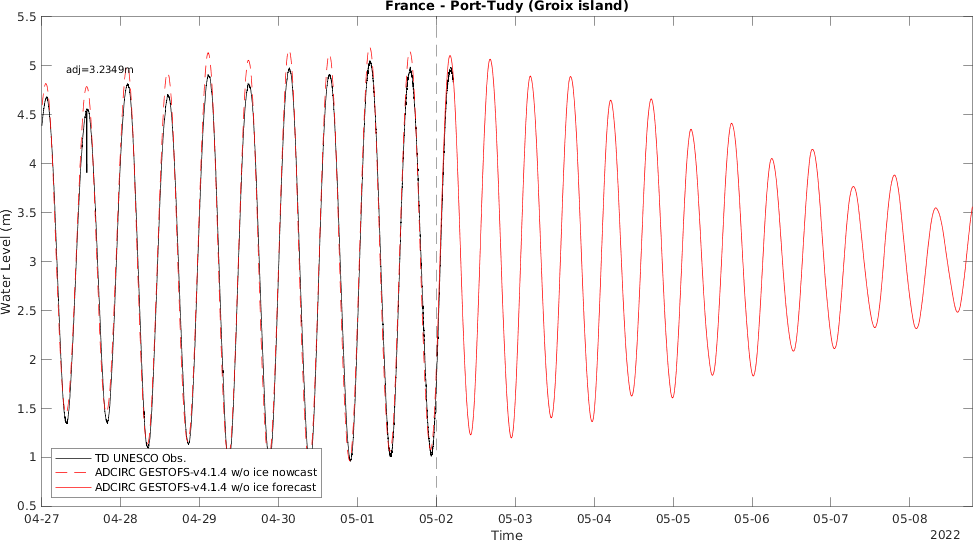 France - Port-Tudy (Groix island)
5.5
5
4.5
4
3.5
3
2.5
2
1.5
1
0.5
Water Level (m)
adj=3.2349m
TD UNESCO Obs.
ADCIRC GESTOFS-v4.1.4 w/o ice nowcast
ADCIRC GESTOFS-v4.1.4 w/o ice forecast
04-27 04-28 04-29 04-30 05-01 05-02 05-03 05-04 05-05 05-06 05-07 05-08
Time
2022